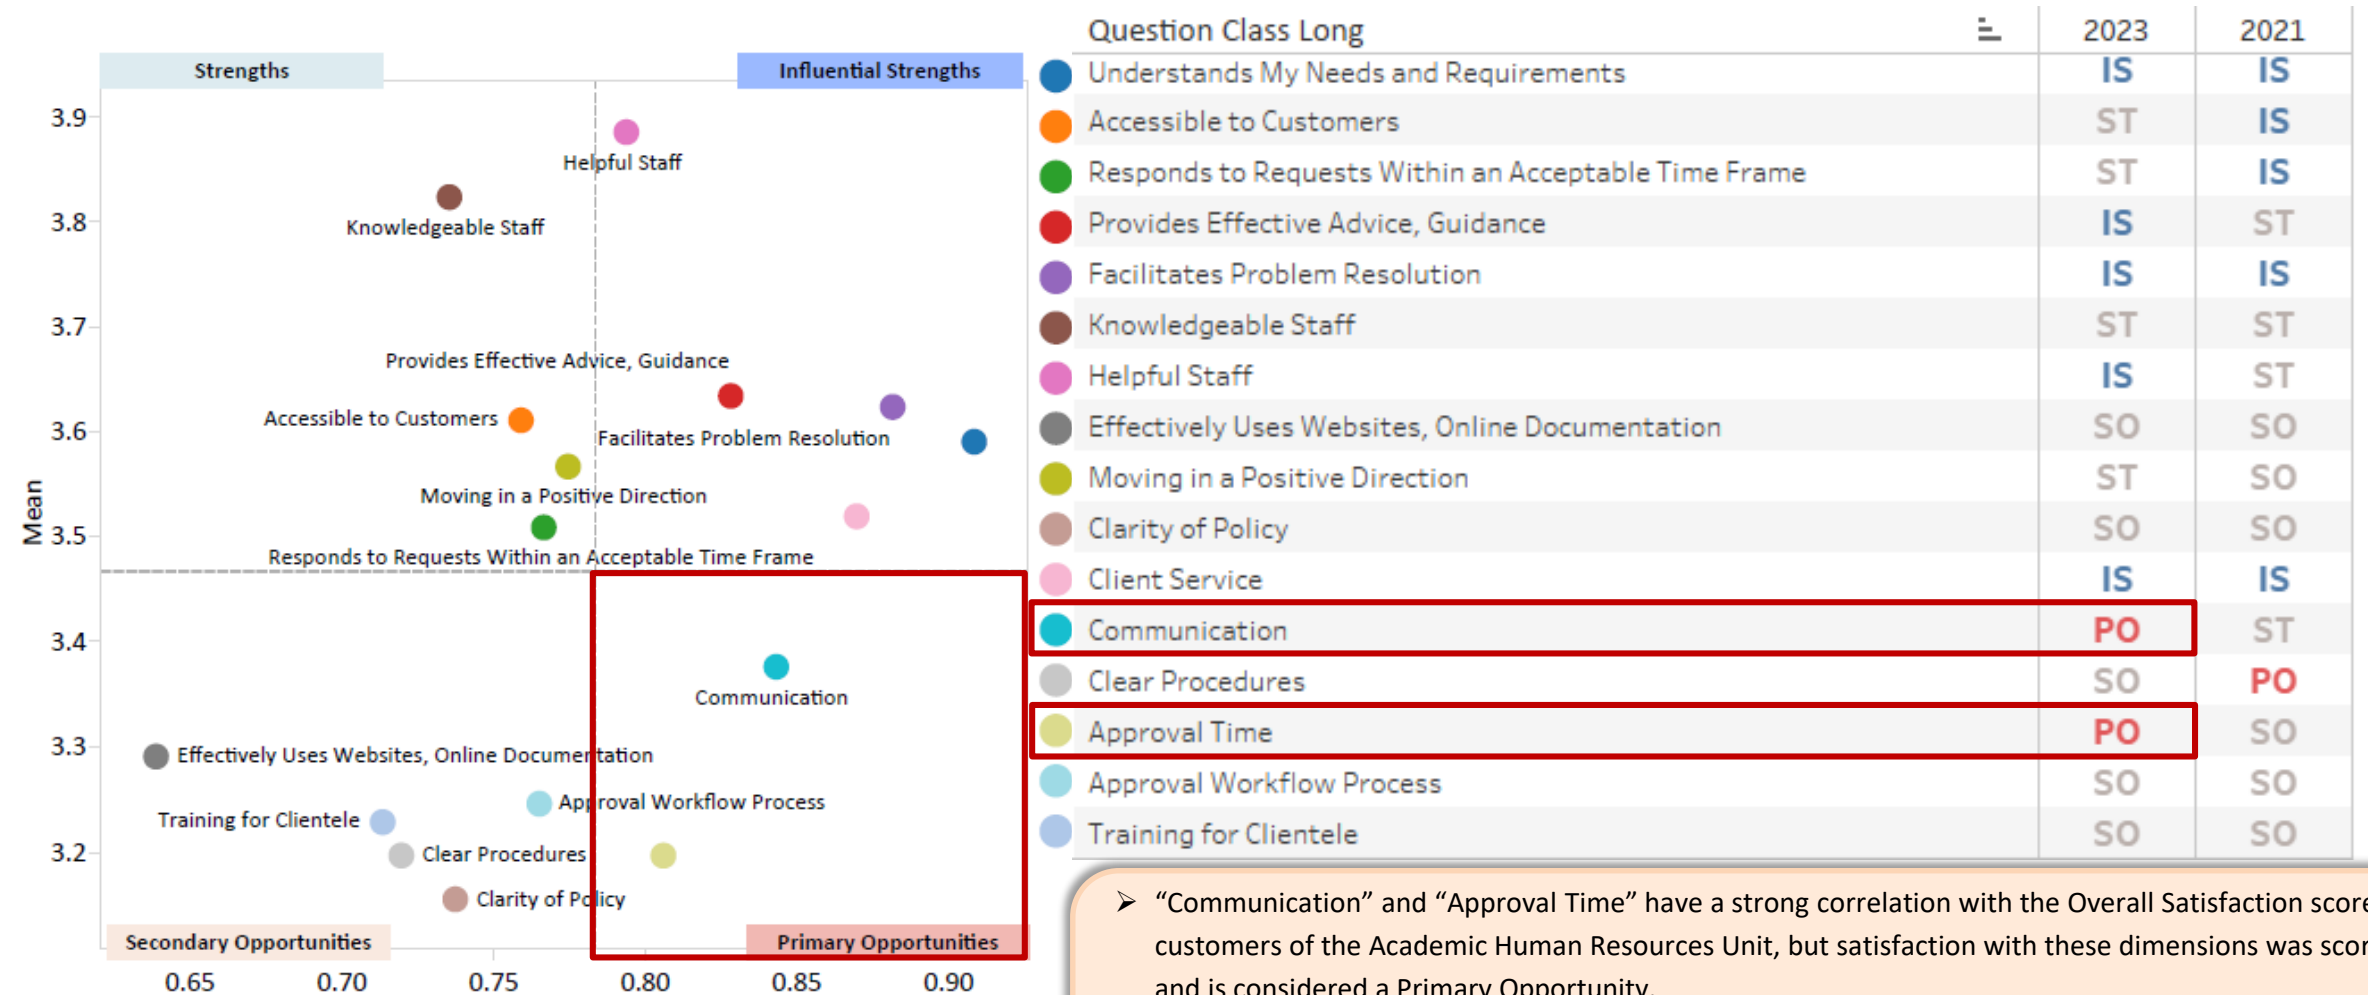 Strengths
Influential Strengths
3.9
Helpful Staff
Knowledgeable Staff
3.8
3.7
Provides Effective Advice, Guidance
Accessible to Customers
3.6
Facilitates Problem Resolution
Moving in a Positive Direction
Mean
3.5
Responds to Requests Within an Acceptable Time Frame
3.4
Communication
3.3
Effectively Uses Websites, Online Documentation
Approval Workflow Process
Training for Clientele
3.2
Clear Procedures
Clarity of Policy
Secondary Opportunities
Primary Opportunities
0.65 0.70 0.75 0.80 0.85 0.90
Question Class Long 2023 2021
Understands My Needs and Requirements IS IS
Accessible to Customers ST IS
Responds to Requests Within an Acceptable Time Frame ST IS
Provides Effective Advice, Guidance IS ST
Facilitates Problem Resolution IS IS
Knowledgeable Staff ST ST
Helpful Staff IS ST
Effectively Uses Websites, Online Documentation SO SO
Moving in a Positive Direction ST SO
Clarity of Policy SO SO
Client Service IS IS
Communication PO ST
Clear Procedures SO PO
Approval Time PO SO
Approval Workflow Process SO SO
Training for Clientele SO SO
➢ “Communication” and “Approval Time” have a strong correlation with the Overall Satisfaction score
customers of the Academic Human Resources Unit, but satisfaction with these dimensions was scor
and is considered a Primary Opportunity.